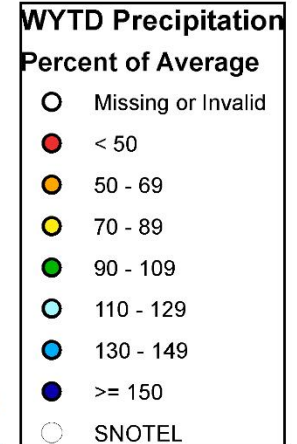 WYTD Precipitation
Percent of Average
Missing or Invalid
< 50
50 - 69
70 - 89
90 - 109
110 - 129
130 - 149
>= 150
SNOTEL